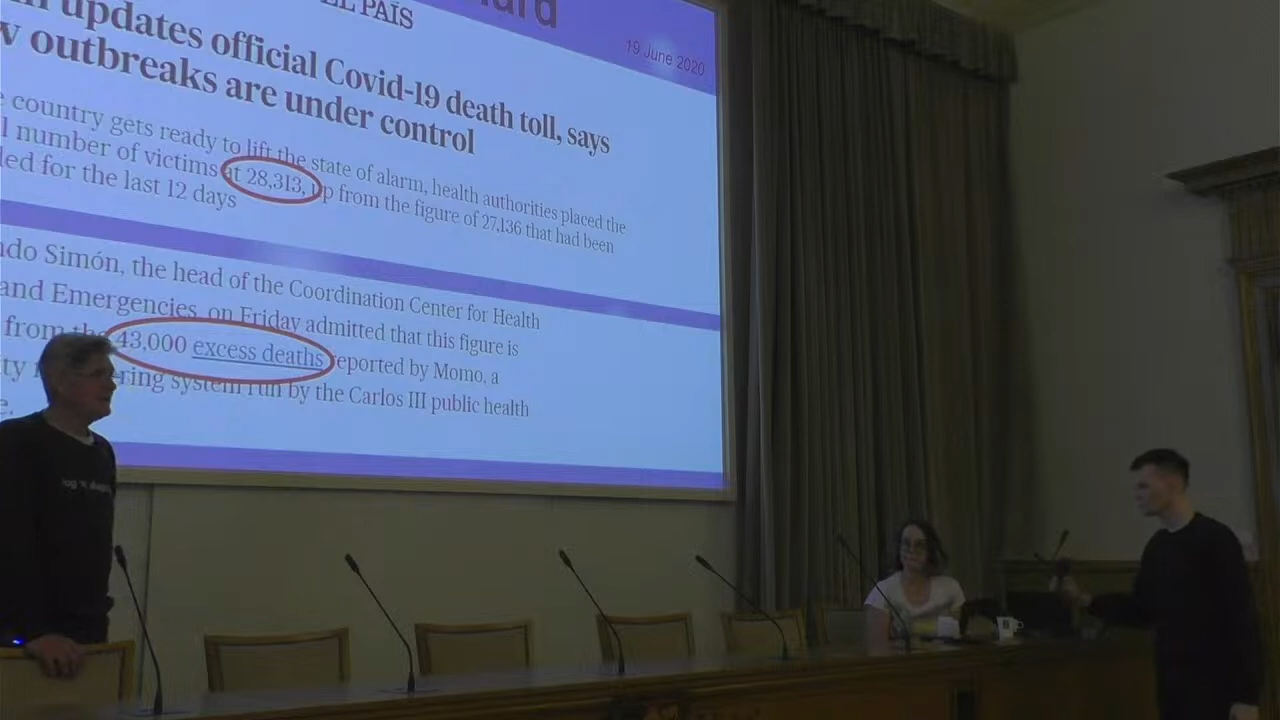 EL PAÍS
19 June 2020
updates official Covid-19 death toll, says
outbreaks are under control
country gets ready to lift the state of alarm, health authorities placed the
number of victims at 28,313, up from the figure of 27,136 that had been
for the last 12 days
Simón, the head of the Coordination Center for Health
and Emergencies, on Friday admitted that this figure is
from the 43,000 excess deaths reported by Momo, a
system run by the Carlos III public health